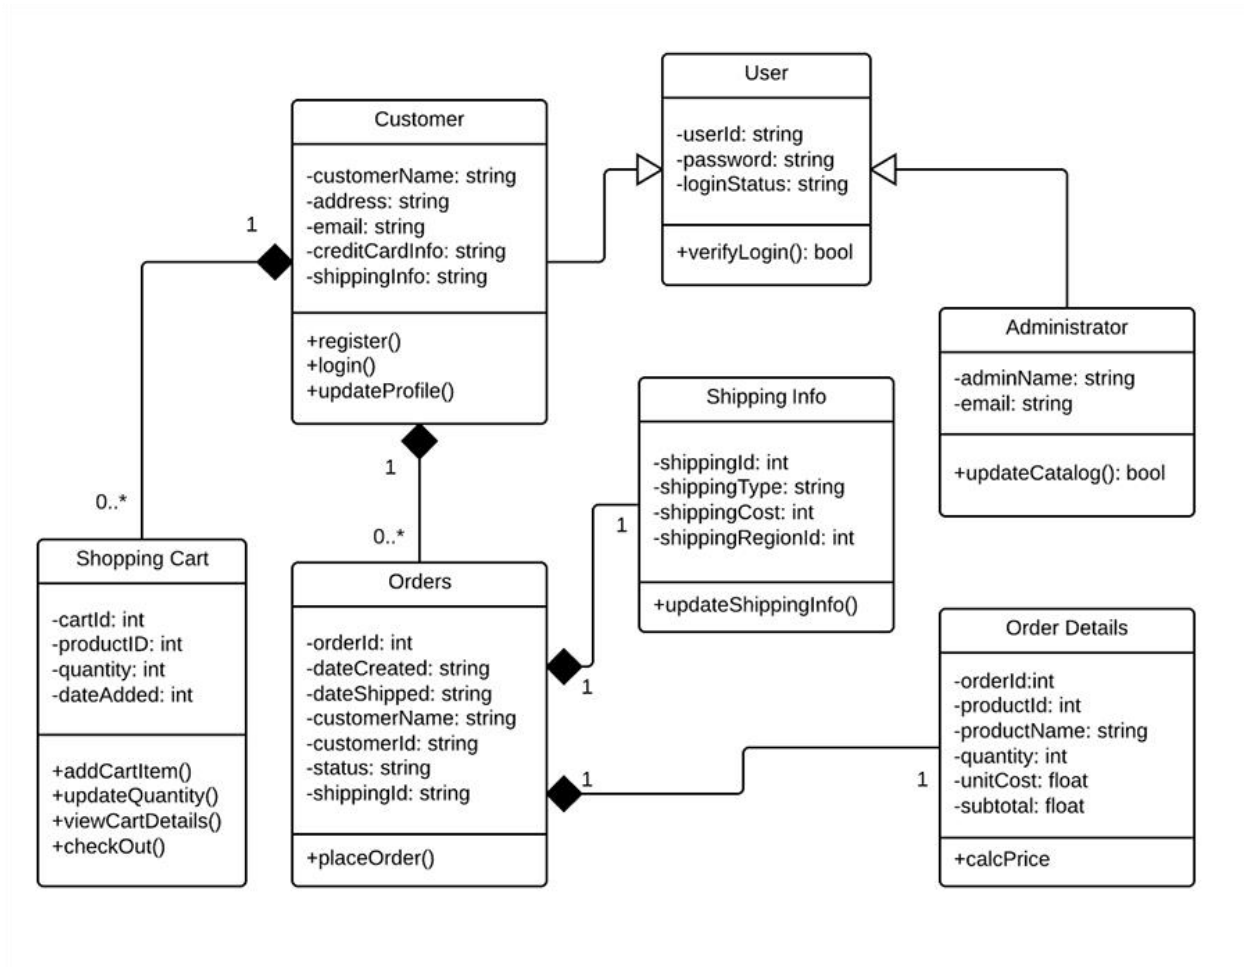 User
-userId: string
-password: string
-loginStatus: string
+verifyLogin(): bool
Customer
-customerName: string
-address: string
-email: string
-creditCardInfo: string
-shippingInfo: string
+register()
+login()
+updateProfile()
1
0..*
1
0..*
Administrator
-adminName: string
-email: string
+updateCatalog(): bool
Shipping Info
-shippingId: int
-shippingType: string
-shippingCost: int
-shippingRegionId: int
+updateShippingInfo()
1
1
Shopping Cart
-cartId: int
-productID: int
-quantity: int
-dateAdded: int
+addCartItem()
+updateQuantity()
+viewCartDetails()
+checkOut()
Orders
-orderId: int
-dateCreated: string
-dateShipped: string
-customerName: string
-customerId: string
-status: string
-shippingId: string
+placeOrder()
1
1
Order Details
-orderId:int
-productId: int
-productName: string
-quantity: int
-unitCost: float
-subtotal: float
+calcPrice